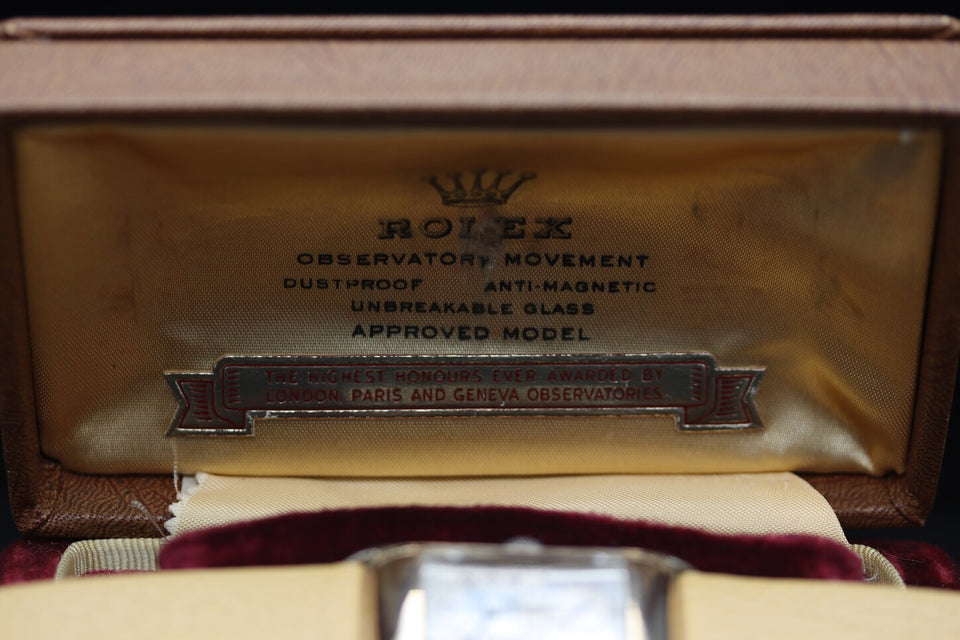 ROLEX
OBSERVATORY MOVEMENT
DUSTPROOF ANTI-MAGNETIC
UNBREAKABLE GLASS
APPROVED MODEL
THE HIGHEST HONOURS EVER AWARDED BY
LONDON, PARIS AND GENEVA OBSERVATORIES.